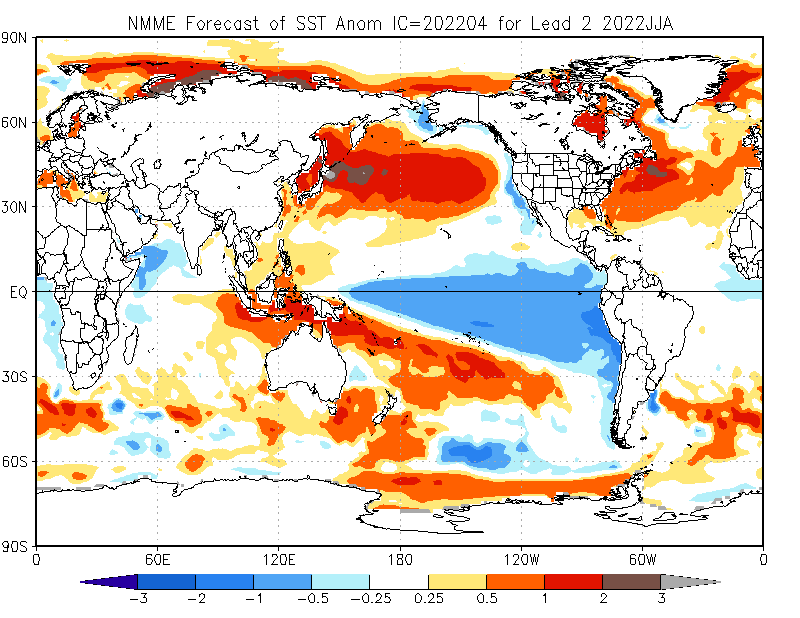 NMME Forecast of SST Anom IC=202204 for Lead 2 2022JJA
90N
60N
30N
EQ
30S
60S
90S
0 60E 120E 180 120W 60W 0
-3 -2 -1 -0.5 -0.25 0.25 0.5 1 2 3